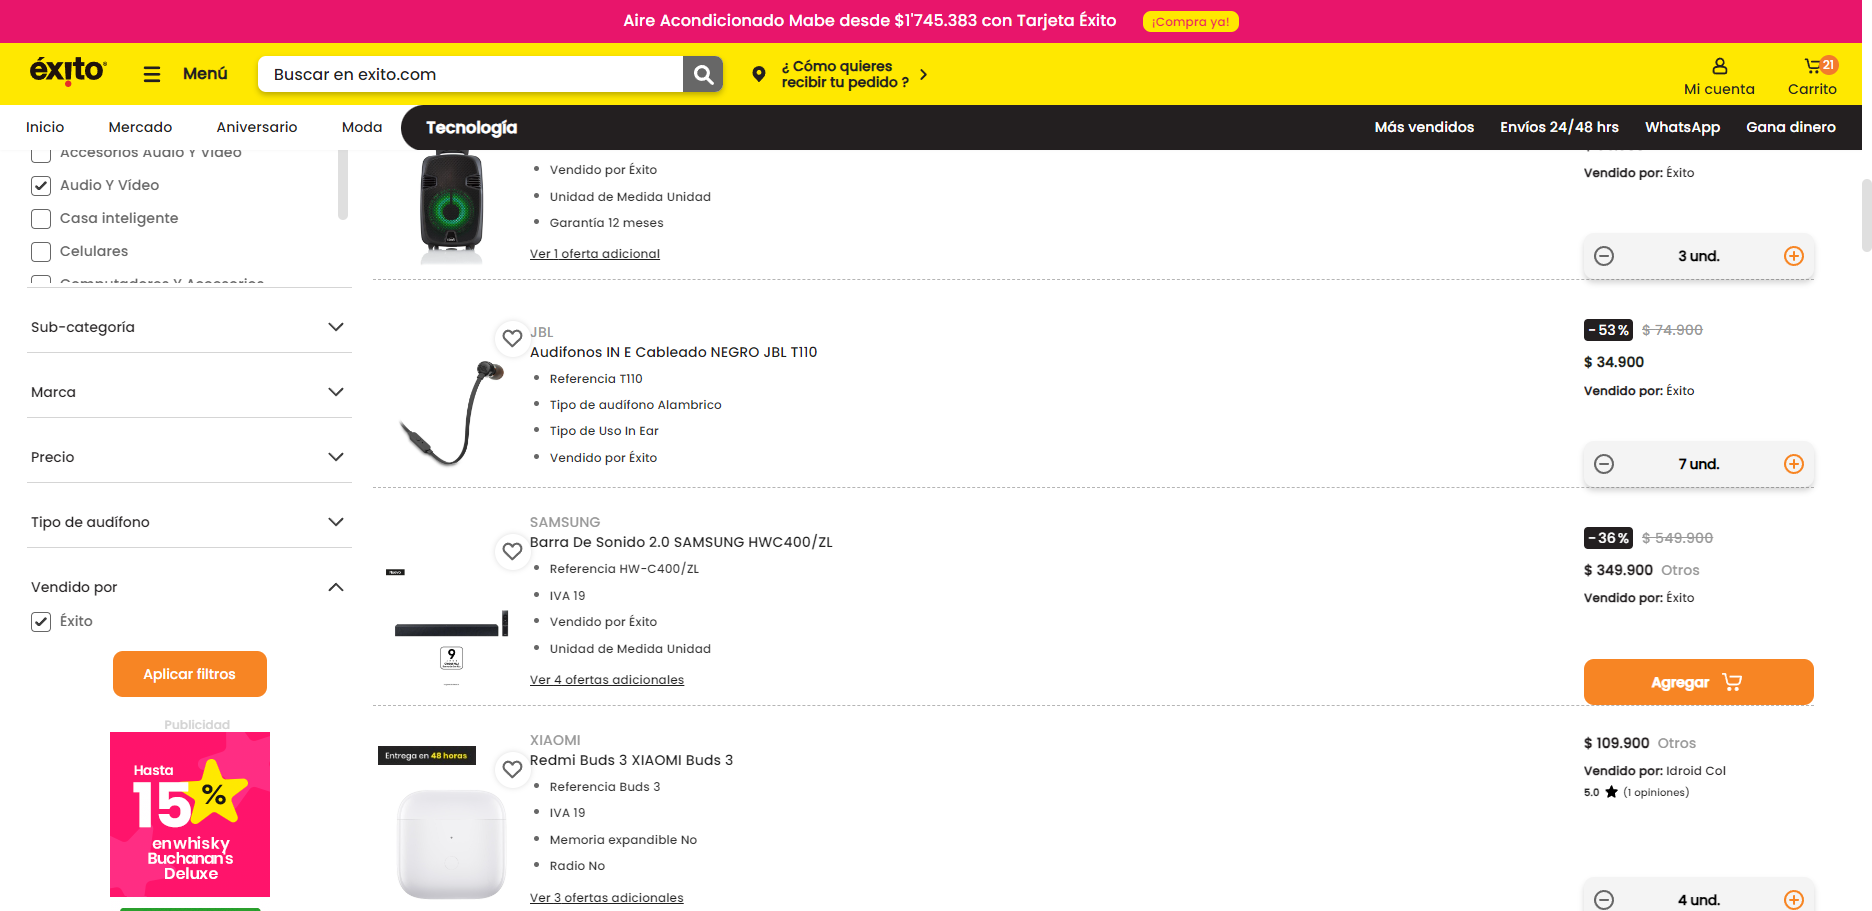 Aire Acondicionado Mabe desde $1'745.383 con Tarjeta Éxito
¡Compra ya!
éxito
Menú
Buscar en exito.com
¿ Cómo quieres
recibir tu pedido ?
Mi cuenta
21
Carrito
Inicio
Mercado
Aniversario
Moda
Tecnología
Más vendidos
Envíos 24/48 hrs
WhatsApp
Gana dinero
Accesorios Audio Y Video
Audio Y Vídeo
Casa inteligente
Celulares
Computadores Y Accesorios
Sub-categoría
Marca
Precio
Tipo de audífono
Vendido por
Éxito
Aplicar filtros
Publicidad
Hasta
15%
en whisky
Buchanan's
Deluxe
Vendido por Éxito
Unidad de Medida Unidad
Garantía 12 meses
Ver 1 oferta adicional
Vendido por: Éxito
3 und.
JBL
Audifonos IN E Cableado NEGRO JBL T110
Referencia T110
Tipo de audífono Alambrico
Tipo de Uso In Ear
Vendido por Éxito
-53% $ 74.900
$ 34.900
Vendido por: Éxito
7 und.
SAMSUNG
Barra De Sonido 2.0 SAMSUNG HWC400/ZL
Referencia HW-C400/ZL
IVA 19
Vendido por Éxito
Unidad de Medida Unidad
Ver 4 ofertas adicionales
9
-36% $ 549.900
$ 349.900 Otros
Vendido por: Éxito
Agregar
Entrega en 48 horas
XIAOMI
Redmi Buds 3 XIAOMI Buds 3
Referencia Buds 3
IVA 19
Memoria expandible No
Radio No
Ver 3 ofertas adicionales
$ 109.900 Otros
Vendido por: Idroid Col
5.0 ★ (1 opiniones)
4 und.